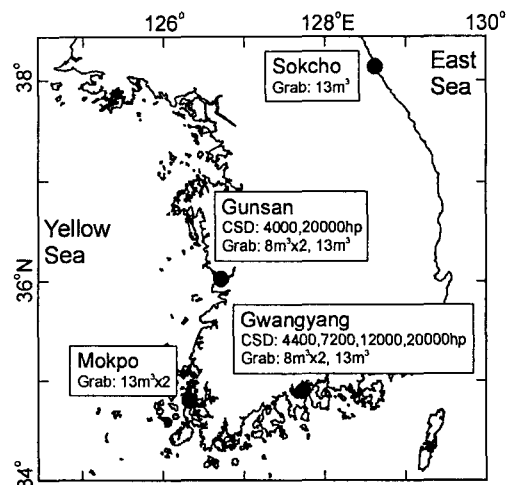 126°
128°E
130°
38°
36°N
34°
Sokcho
Grab: 13m³
East
Sea
Gunsan
CSD: 4000,20000hp
Grab: 8m³x2, 13m³
Yellow
Sea
Gwangyang
CSD: 4400,7200,12000,20000hp
Grab: 8m³x2, 13m³
Mokpo
Grab: 13m³x2